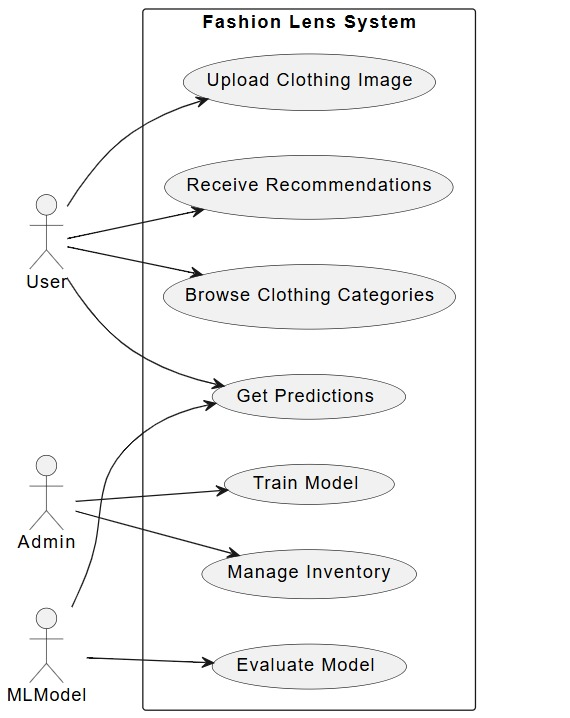 Fashion Lens System
Upload Clothing Image
Receive Recommendations
User
Browse Clothing Categories
Get Predictions
Train Model
Admin
Manage Inventory
Evaluate Model
MLModel